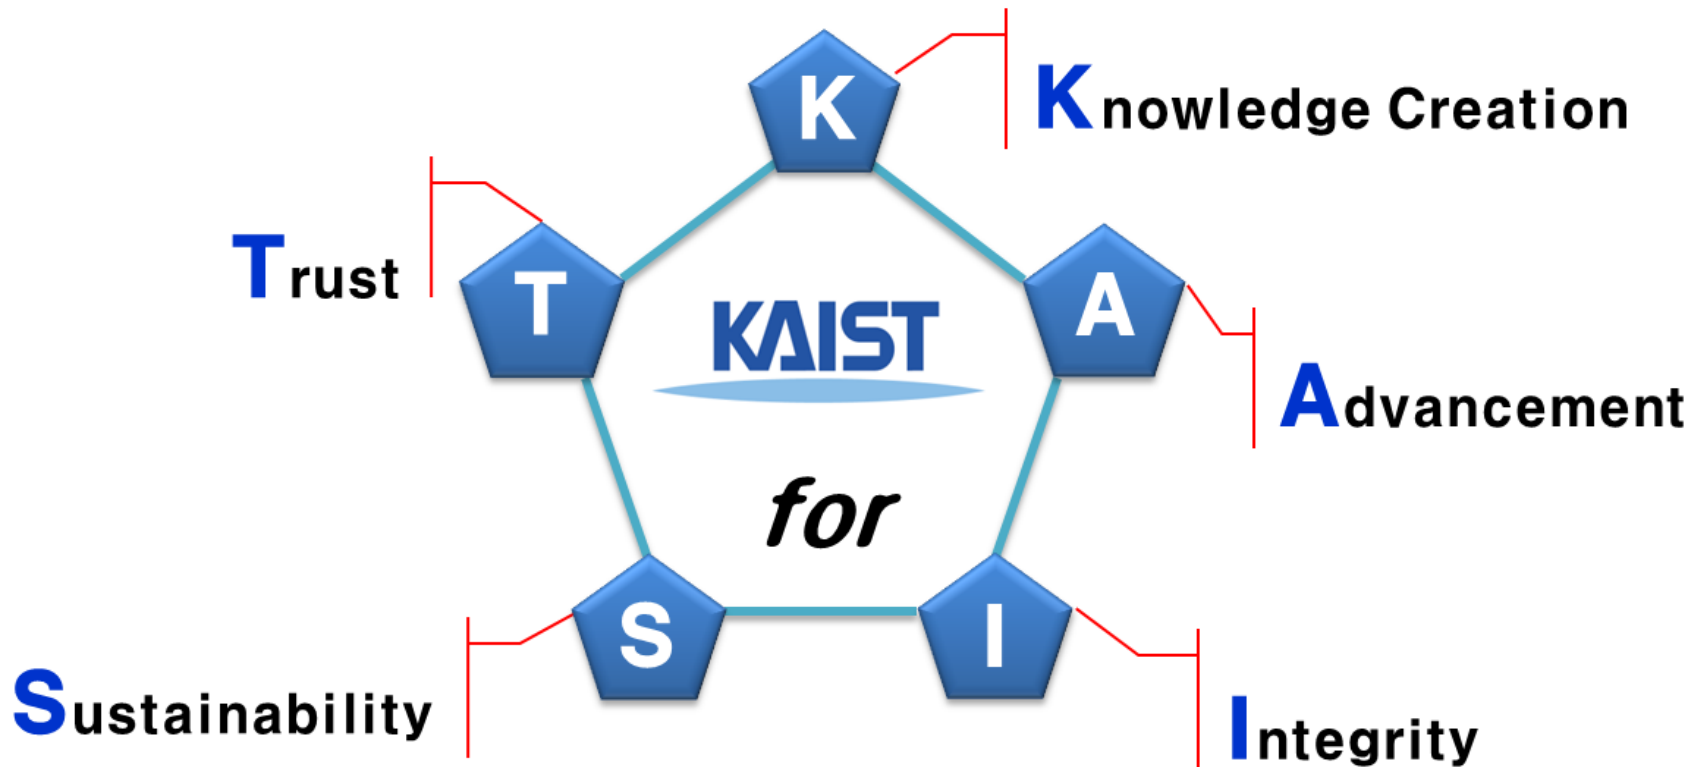 K
Knowledge Creation
T
Trust
A
Advancement
KAIST
for
S
Sustainability
I
Integrity